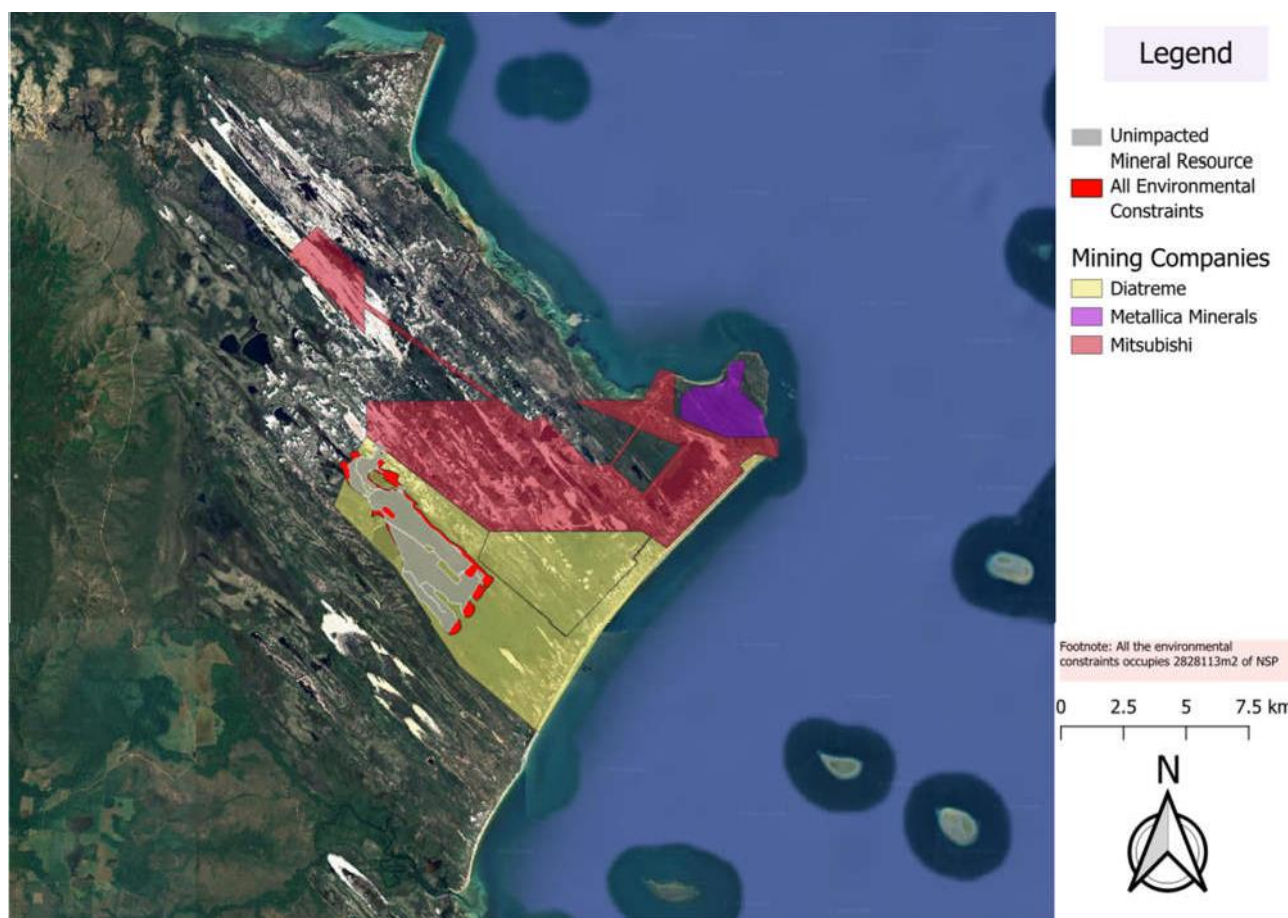 Legend
Unimpacted
Mineral Resource
All Environmental
Constraints
Mining Companies
Diatreme
Metallica Minerals
Mitsubishi
Footnote: All the environmental
constraints occupies 2828113m2 of NSP
0 2.5 5 7.5 km
N